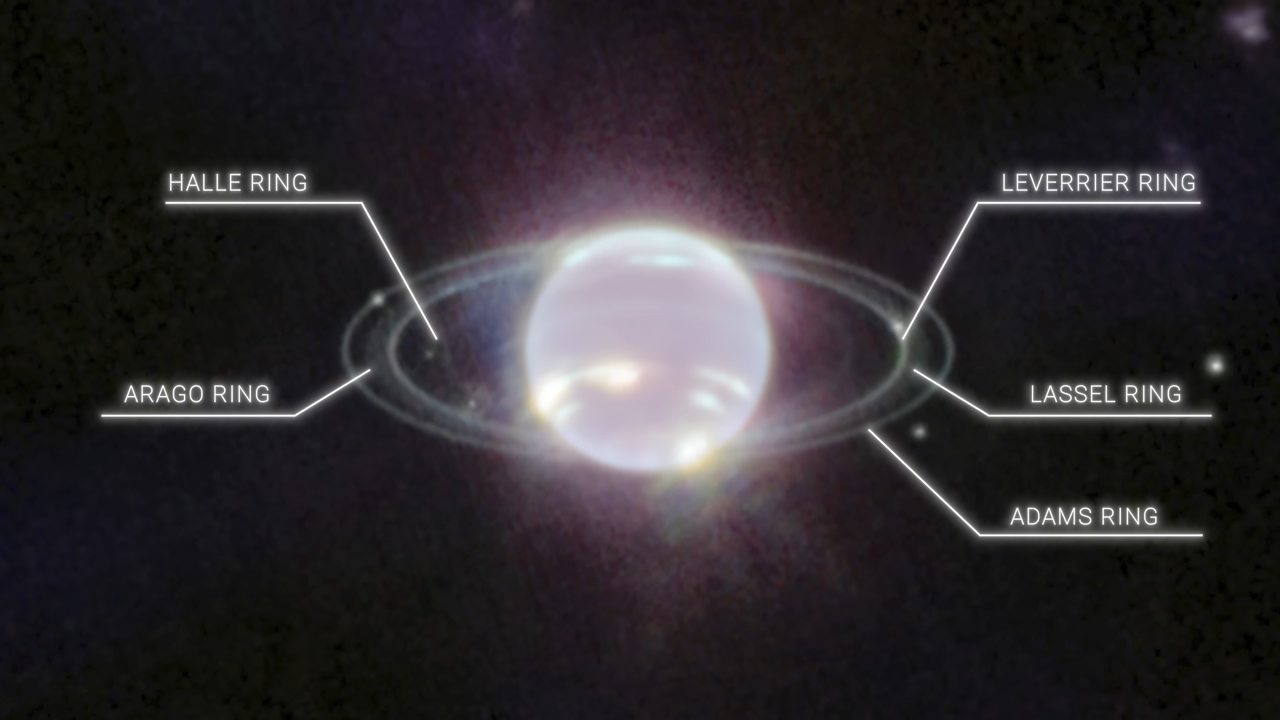 HALLE RING
LEVERRIER RING
ARAGO RING
LASSEL RING
ADAMS RING